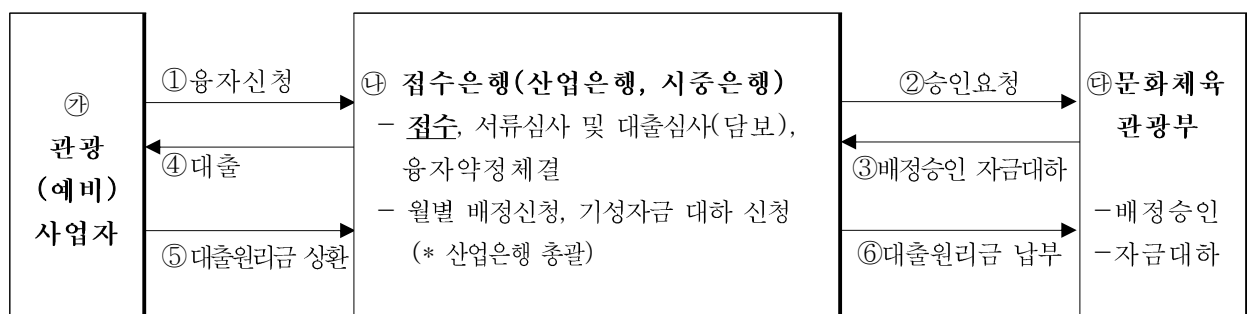 ㉮
관광
(예비)
사업자
①융자신청
④대출
⑤대출원리금 상환
㉯ 접수은행(산업은행, 시중은행)
- 접수, 서류심사 및 대출심사(담보),
융자약정체결
- 월별 배정신청, 기성자금 대하 신청
(* 산업은행 총괄)
②승인요청
③배정승인 자금대하
⑥대출원리금 납부
㉰문화체육
관광부
-배정승인
-자금대하